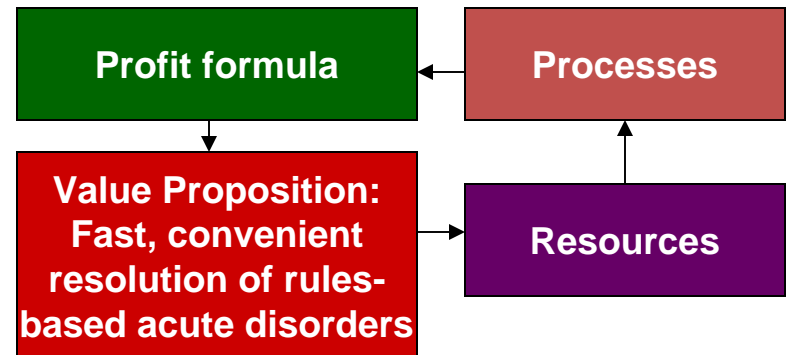 Profit formula
Processes
Value Proposition:
Fast, convenient
resolution of rules-
based acute disorders
Resources